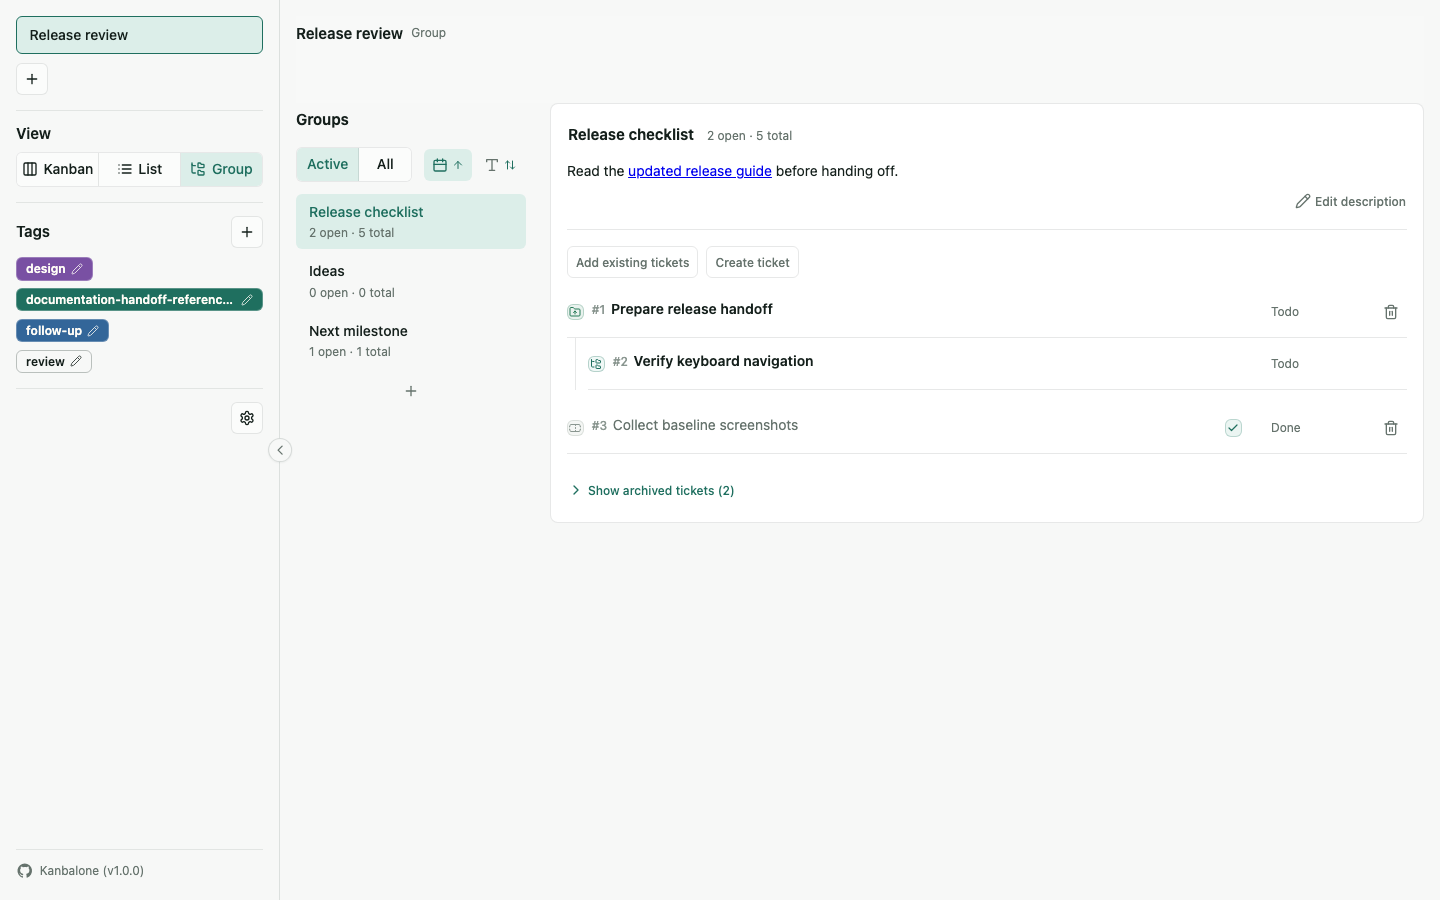 Release review
View
Kanban
List
Group
Tags
design
documentation-handoff-referenc...
follow-up
review
Kanbalone (v1.0.0)
Release review Group
Groups
Active
All
Release checklist
2 open · 5 total
Ideas
0 open · 0 total
Next milestone
1 open · 1 total
Release checklist 2 open · 5 total
Read the updated release guide before handing off.
Edit description
Add existing tickets
Create ticket
#1 Prepare release handoff Todo
#2 Verify keyboard navigation Todo
#3 Collect baseline screenshots Done
Show archived tickets (2)